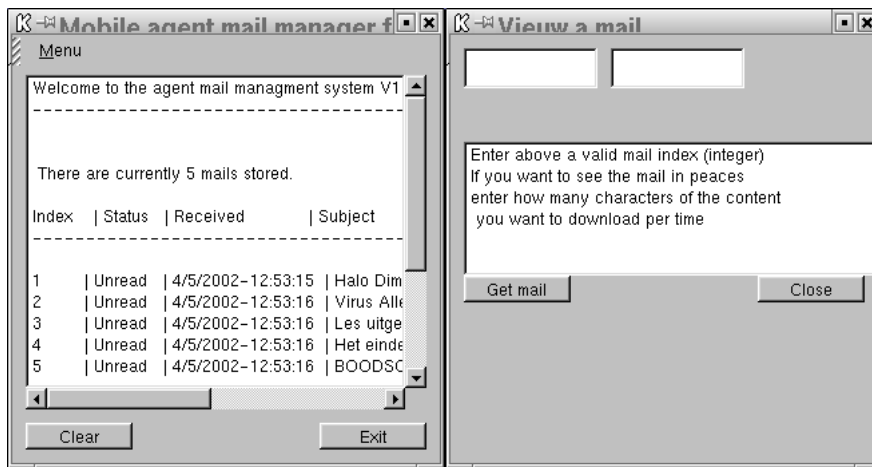 Mobile agent mail manager f
Menu
Welcome to the agent mail managment system V1
There are currently 5 mails stored.
Index | Status | Received | Subject
1 | Unread | 4/5/2002-12:53:15 | Halo Dim
2 | Unread | 4/5/2002-12:53:16 | Virus Alle
3 | Unread | 4/5/2002-12:53:16 | Les uitge
4 | Unread | 4/5/2002-12:53:16 | Het einde
5 | Unread | 4/5/2002-12:53:16 | BOODSC
Clear Exit
Vieuw a mail
Enter above a valid mail index (integer)
If you want to see the mail in peaces
enter how many characters of the content
you want to download per time
Get mail Close